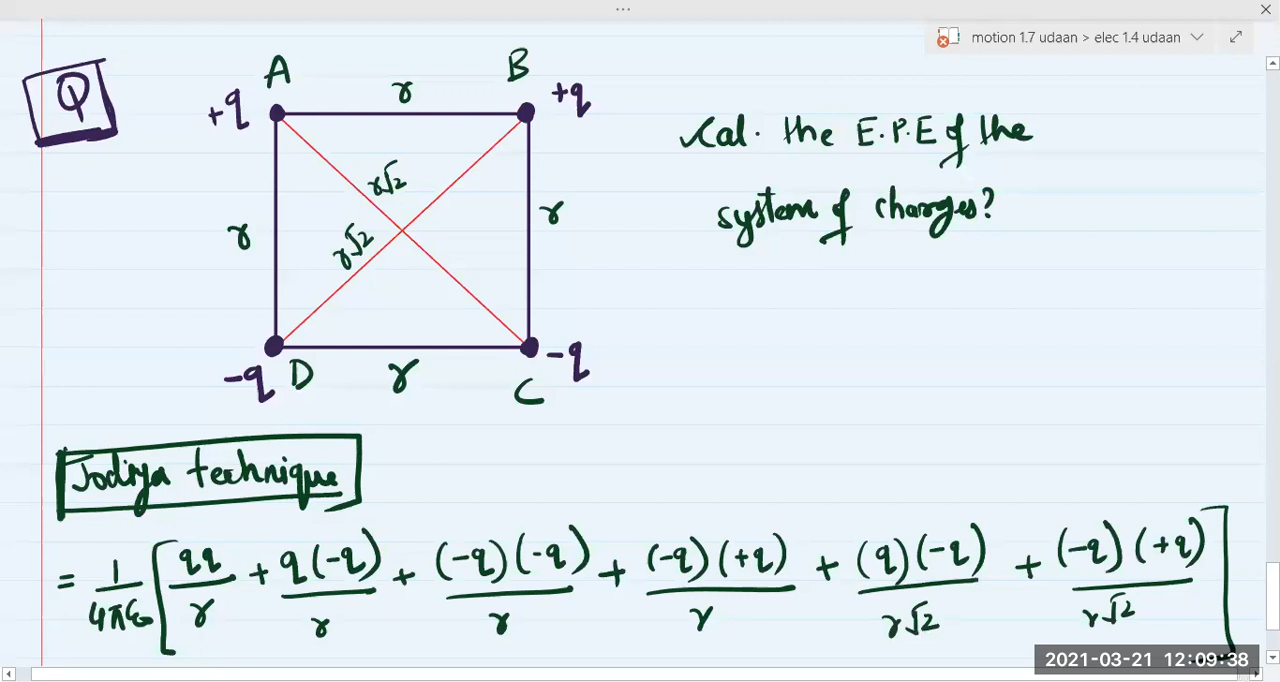 motion 1.7 udaan > elec 1.4 udaan
Q
A
B
+q
r
+q
Cal. the E.P.E of the
system of charges?
r√2
r
r
r√2
-q
D
r
C
-q
Jodiya technique
= 1/4πε₀ [ qq/r + q(-q)/r + (-q)(-q)/r + (-q)(+q)/r + (q)(-q)/r√2 + (-q)(+q)/r√2 ]
2021-03-21 12:09:38